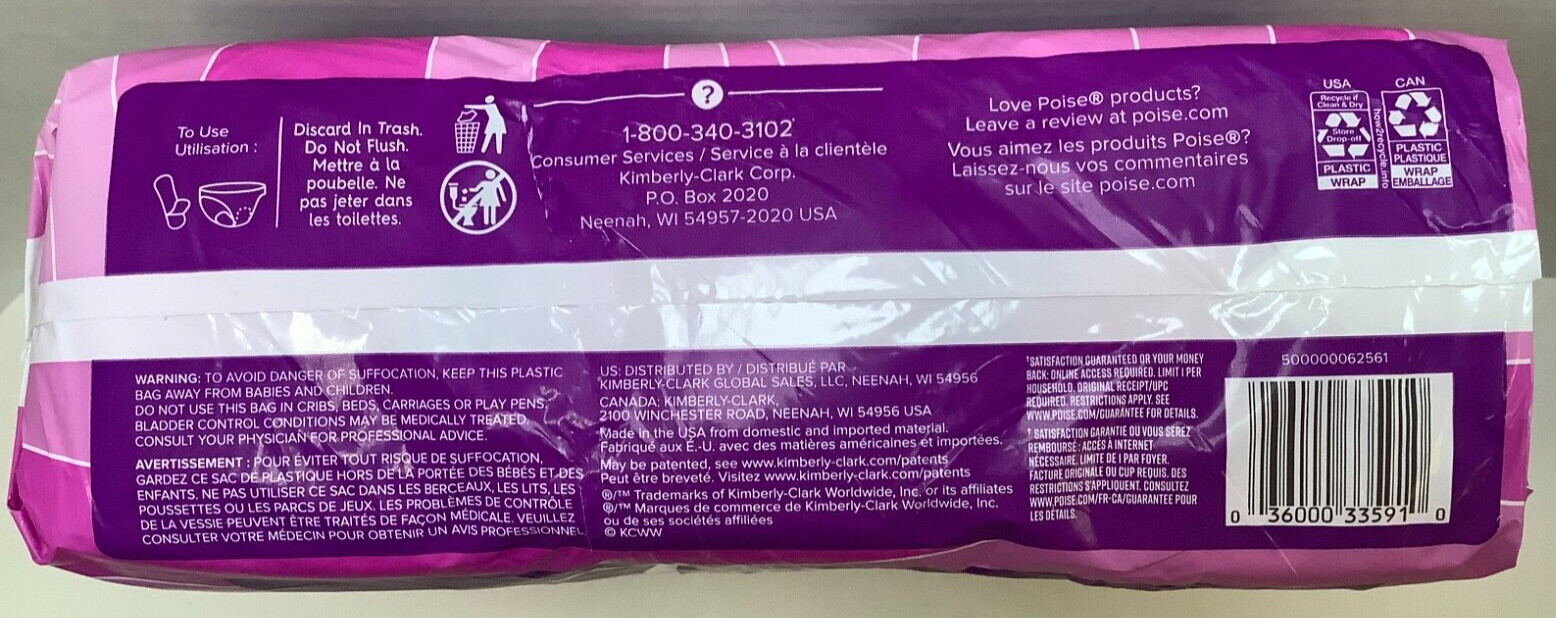 To Use
Utilisation :
Discard In Trash.
Do Not Flush.
Mettre à la
poubelle. Ne
pas jeter dans
les toilettes.
?
1-800-340-3102
Consumer Services / Service à la clientèle
Kimberly-Clark Corp.
P.O. Box 2020
Neenah, WI 54957-2020 USA
Love Poise® products?
Leave a review at poise.com
Vous aimez les produits Poise®?
Laissez-nous vos commentaires
sur le site poise.com
USA
Recycle if
Clean & Dry
Store
Drop-off
PLASTIC
WRAP
how2recycle.info
CAN
PLASTIC
PLASTIQUE
WRAP
EMBALLAGE
WARNING: TO AVOID DANGER OF SUFFOCATION, KEEP THIS PLASTIC
BAG AWAY FROM BABIES AND CHILDREN.
DO NOT USE THIS BAG IN CRIBS, BEDS, CARRIAGES OR PLAY PENS.
BLADDER CONTROL CONDITIONS MAY BE MEDICALLY TREATED.
CONSULT YOUR PHYSICIAN FOR PROFESSIONAL ADVICE.
AVERTISSEMENT : POUR ÉVITER TOUT RISQUE DE SUFFOCATION,
GARDEZ CE SAC DE PLASTIQUE HORS DE LA PORTÉE DES BÉBÉS ET DES
ENFANTS. NE PAS UTILISER CE SAC DANS LES BERCEAUX, LES LITS, LES
POUSSETTES OU LES PARCS DE JEUX. LES PROBLÈMES DE CONTRÔLE
DE LA VESSIE PEUVENT ÊTRE TRAITÉS DE FAÇON MÉDICALE. VEUILLEZ
CONSULTER VOTRE MÉDECIN POUR OBTENIR UN AVIS PROFESSIONNEL
US: DISTRIBUTED BY / DISTRIBUÉ PAR
KIMBERLY-CLARK GLOBAL SALES, LLC, NEENAH, WI 54956
CANADA: KIMBERLY-CLARK,
2100 WINCHESTER ROAD, NEENAH, WI 54956 USA
Made in the USA from domestic and imported material.
Fabriqué aux É.-U. avec des matières américaines et importées.
May be patented, see www.kimberly-clark.com/patents
Peut être breveté. Visitez www.kimberly-clark.com/patents
®/™ Trademarks of Kimberly-Clark Worldwide, Inc. or its affiliates
®/™ Marques de commerce de Kimberly-Clark Worldwide, Inc.
ou de ses sociétés affiliées
© KCWW
†SATISFACTION GUARANTEED OR YOUR MONEY
BACK: ONLINE ACCESS REQUIRED. LIMIT 1 PER
HOUSEHOLD. ORIGINAL RECEIPT/UPC
REQUIRED. RESTRICTIONS APPLY. SEE
WWW.POISE.COM/GUARANTEE FOR DETAILS.
† SATISFACTION GARANTIE OU VOUS SEREZ
REMBOURSÉ: ACCÈS À INTERNET
NÉCESSAIRE. LIMITE DE 1 PAR FOYER.
FACTURE ORIGINALE OU CUP REQUIS. DES
RESTRICTIONS S'APPLIQUENT. CONSULTEZ
WWW.POISE.COM/FR-CA/GUARANTEE POUR
LES DÉTAILS.
500000062561
0 36000 33591 0